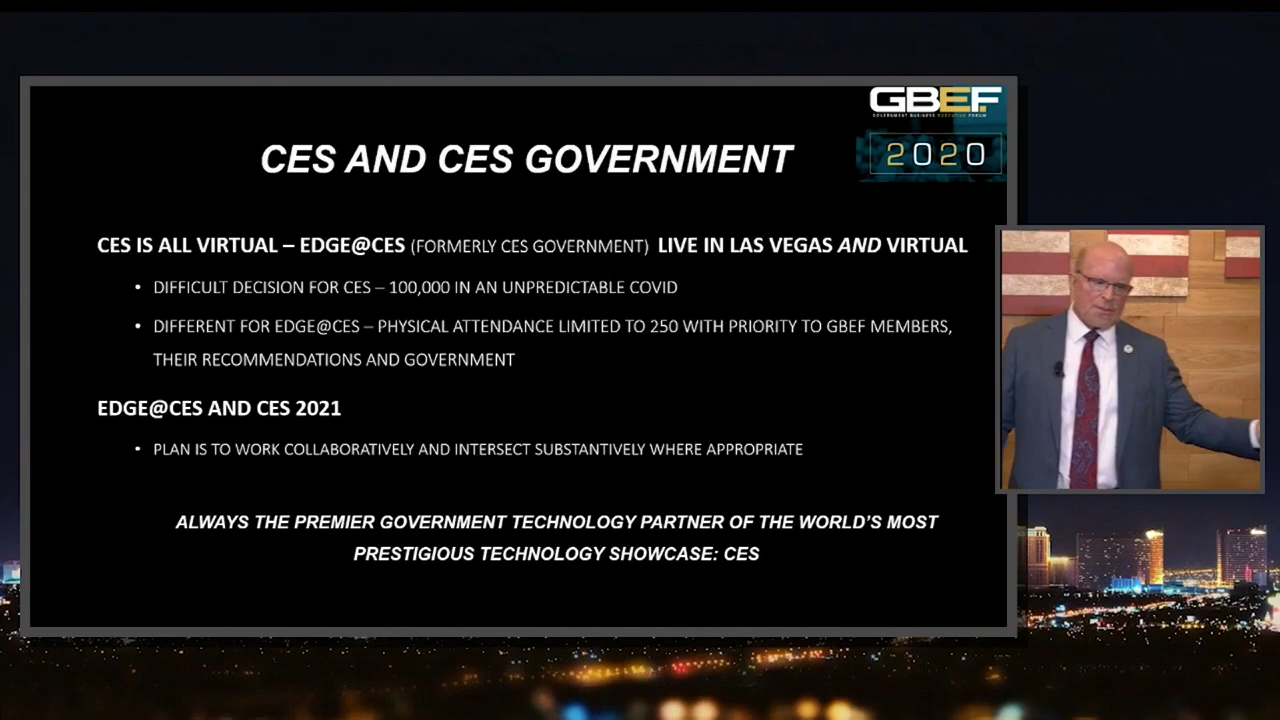 GBEF
GOVERNMENT BUSINESS EXECUTIVE FORUM
2020
CES AND CES GOVERNMENT
CES IS ALL VIRTUAL – EDGE@CES (FORMERLY CES GOVERNMENT) LIVE IN LAS VEGAS AND VIRTUAL
• DIFFICULT DECISION FOR CES – 100,000 IN AN UNPREDICTABLE COVID
• DIFFERENT FOR EDGE@CES – PHYSICAL ATTENDANCE LIMITED TO 250 WITH PRIORITY TO GBEF MEMBERS,
THEIR RECOMMENDATIONS AND GOVERNMENT
EDGE@CES AND CES 2021
• PLAN IS TO WORK COLLABORATIVELY AND INTERSECT SUBSTANTIVELY WHERE APPROPRIATE
ALWAYS THE PREMIER GOVERNMENT TECHNOLOGY PARTNER OF THE WORLD’S MOST
PRESTIGIOUS TECHNOLOGY SHOWCASE: CES